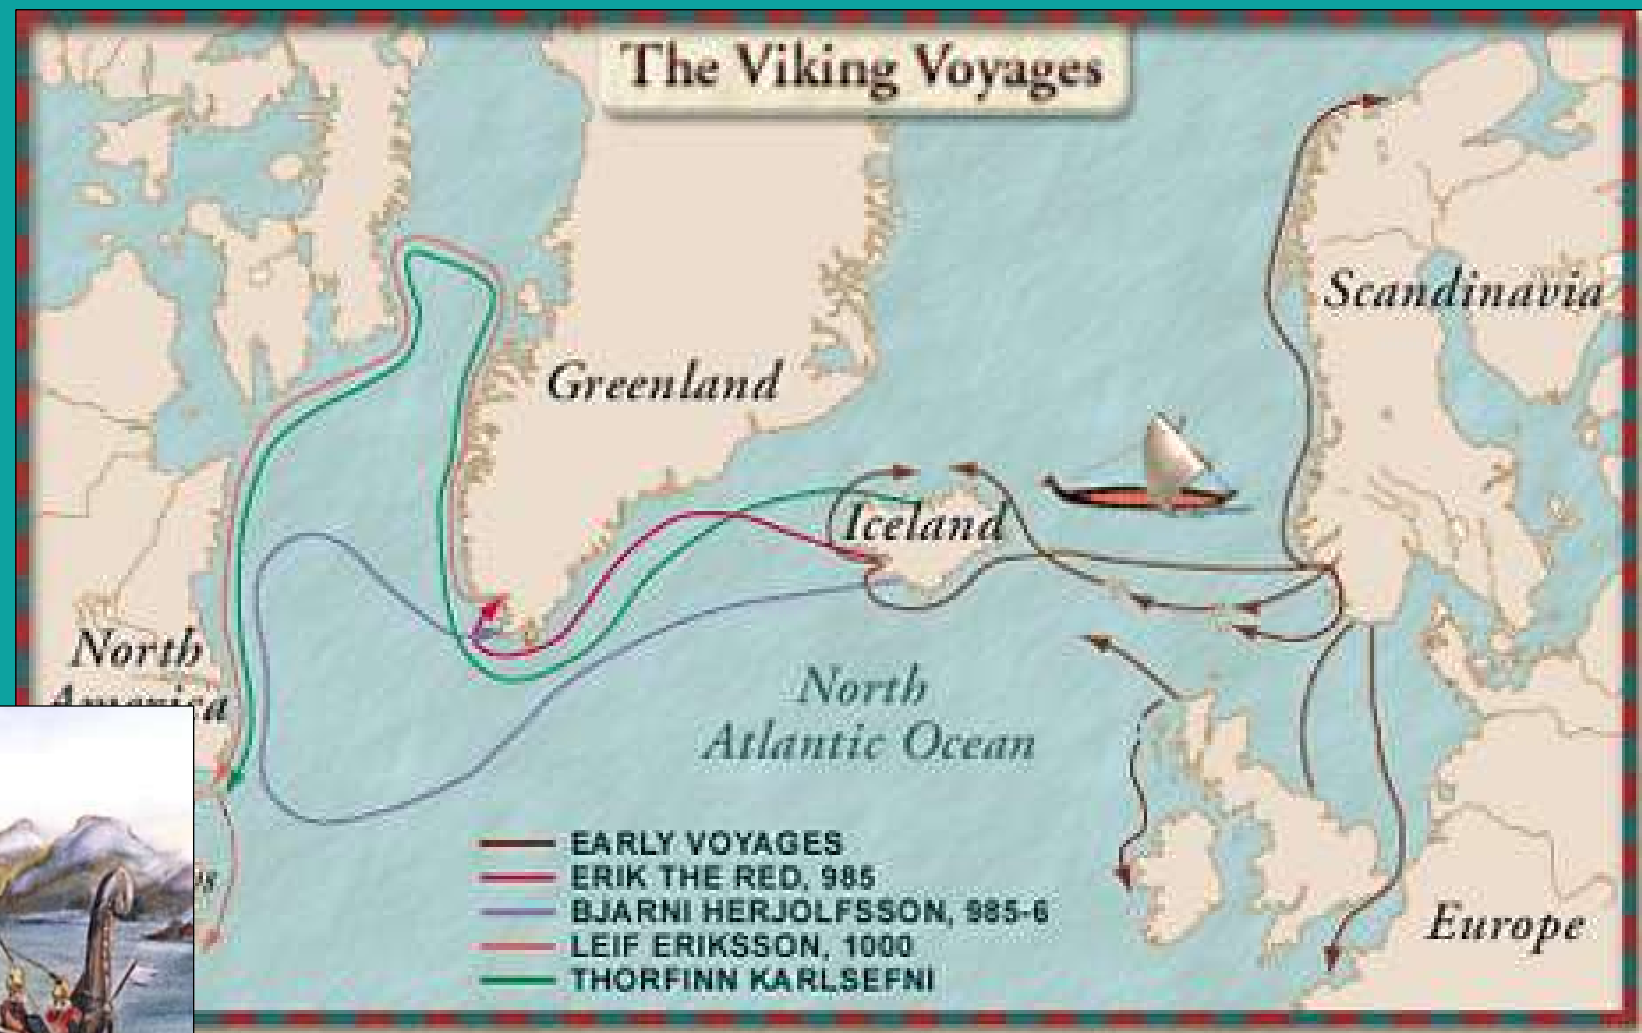 The Viking Voyages
Scandinavia
Greenland
Iceland
North
America
North
Atlantic Ocean
EARLY VOYAGES
ERIK THE RED, 985
BJARNI HERJOLFSSON, 985-6
LEIF ERIKSSON, 1000
THORFINN KARLSEFNI
Europe